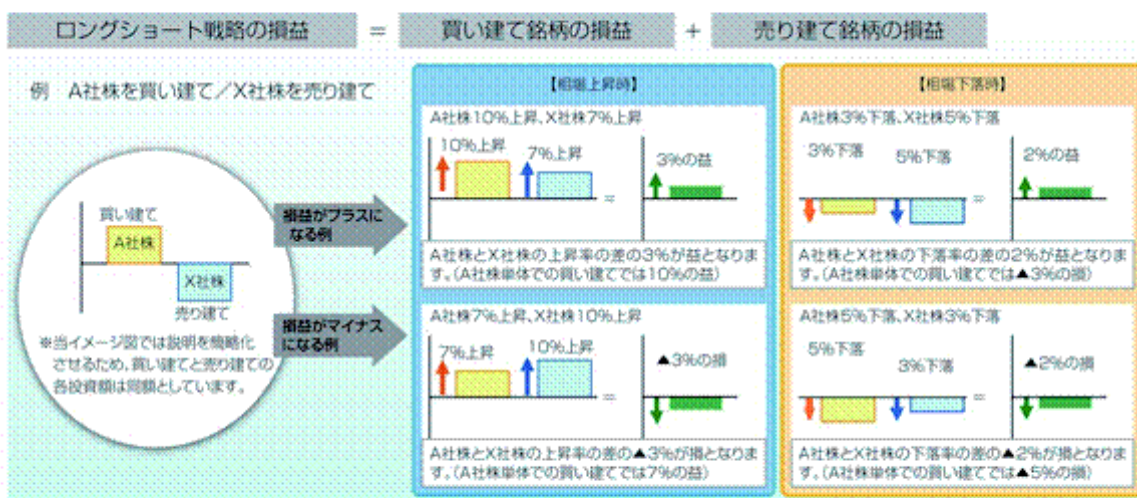 ロングショート戦略の損益 = 買い建て銘柄の損益 + 売り建て銘柄の損益
例 A社株を買い建て/X社株を売り建て
買い建て
A社株
X社株
売り建て
※当イメージ図では説明を簡略化
させるため、買い建てと売り建ての
各投資額は同額としています。
損益がプラスに
なる例
損益がマイナス
になる例
【相場上昇時】
A社株10%上昇、X社株7%上昇
10%上昇
7%上昇
=
3%の益
A社株とX社株の上昇率の差の3%が益となりま
す。(A社株単体での買い建てでは10%の益)
A社株7%上昇、X社株10%上昇
7%上昇
10%上昇
=
▲3%の損
A社株とX社株の上昇率の差の▲3%が損となりま
す。(A社株単体での買い建てでは7%の益)
【相場下落時】
A社株3%下落、X社株5%下落
3%下落
5%下落
=
2%の益
A社株とX社株の下落率の差の2%が益となりま
す。(A社株単体での買い建てでは▲3%の損)
A社株5%下落、X社株3%下落
5%下落
3%下落
=
▲2%の損
A社株とX社株の下落率の差の▲2%が損となりま
す。(A社株単体での買い建てでは▲5%の損)